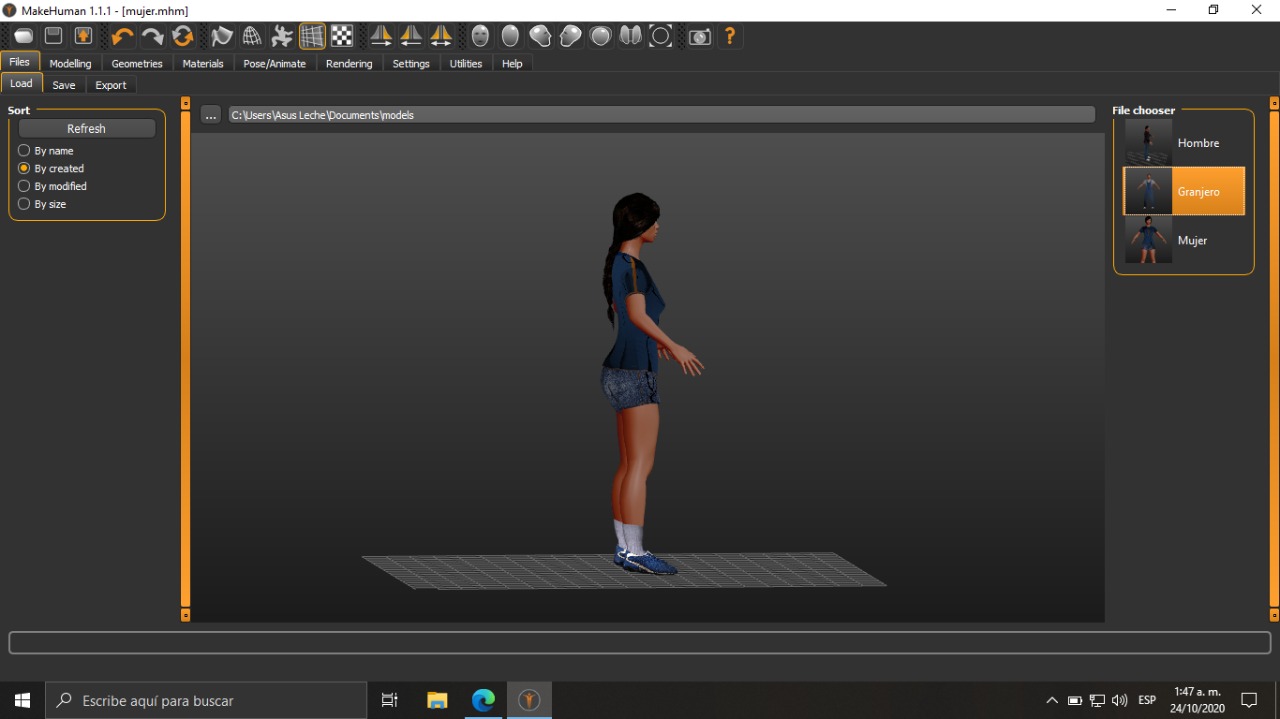 MakeHuman 1.1.1 - [mujer.mhm]
Files Modelling Geometries Materials Pose/Animate Rendering Settings Utilities Help
Load Save Export
Sort
Refresh
By name
By created
By modified
By size
... C:\Users\Asus Leche\Documents\models
File chooser
Hombre
Granjero
Mujer
Escribe aquí para buscar
ESP
1:47 a. m.
24/10/2020